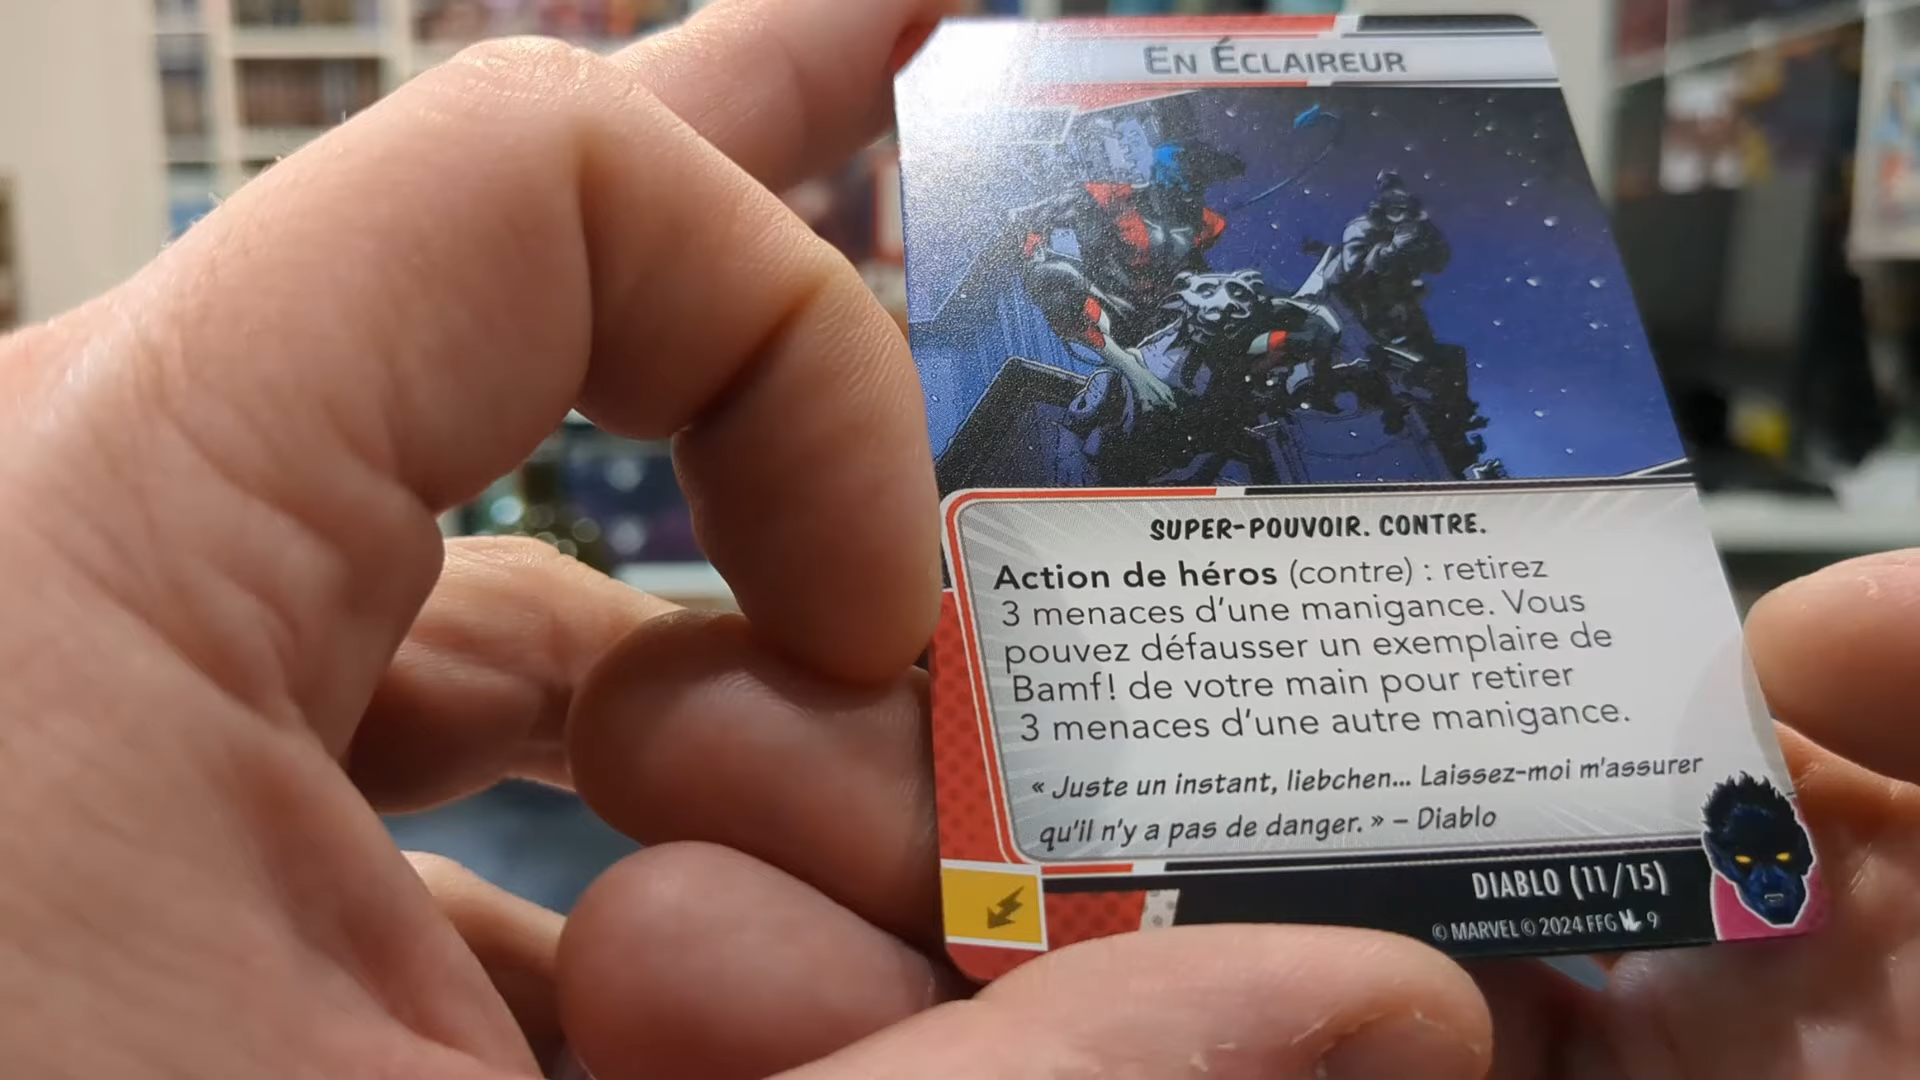 En Éclaireur
SUPER-POUVOIR. CONTRE.
Action de héros (contre) : retirez
3 menaces d'une manigance. Vous
pouvez défausser un exemplaire de
Bamf! de votre main pour retirer
3 menaces d'une autre manigance.
« Juste un instant, liebchen... Laissez-moi m'assurer
qu'il n'y a pas de danger. » – Diablo
DIABLO (11/15)
© MARVEL © 2024 FFG 9